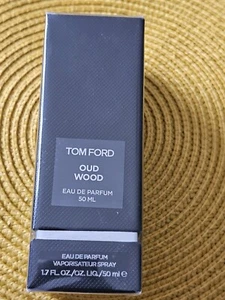 TOM FORD
OUD
WOOD
EAU DE PARFUM
50 ML
EAU DE PARFUM
VAPORISATEUR SPRAY
1.7 FL.OZ./OZ. LIQ./50 ml ℮